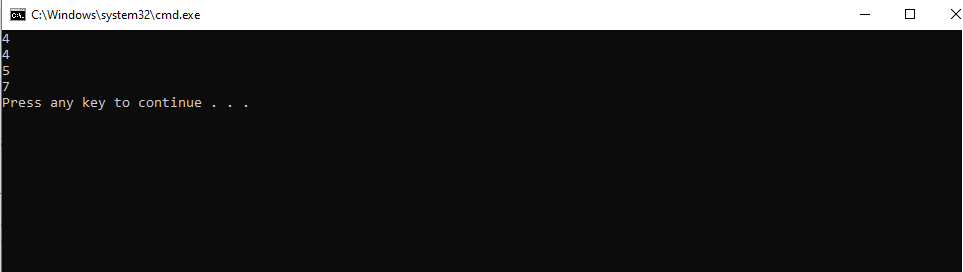 C:\Windows\system32\cmd.exe
4
4
5
7
Press any key to continue . . .